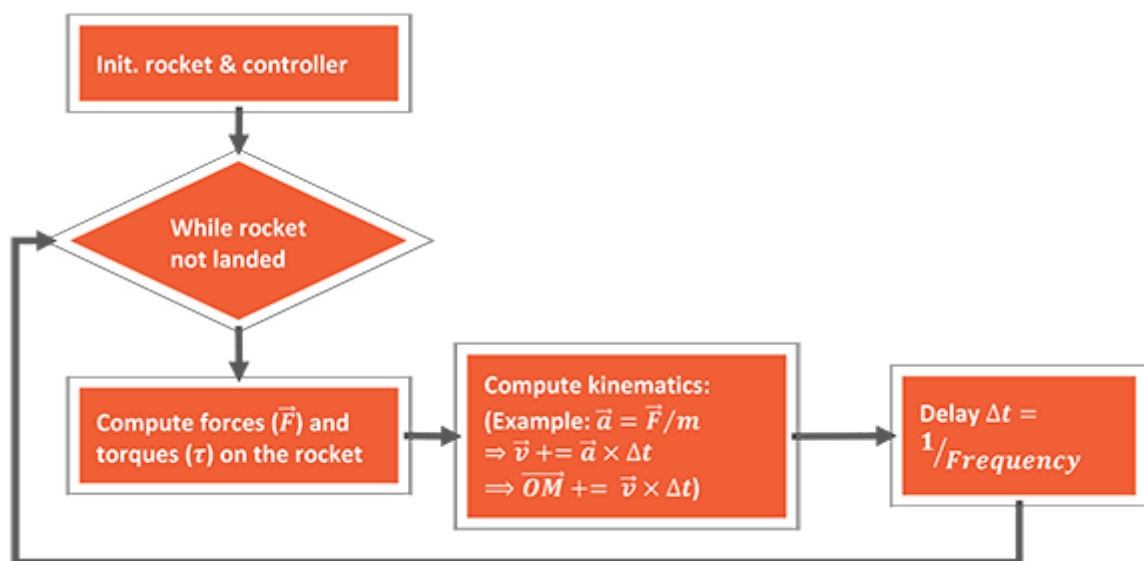 Init. rocket & controller
While rocket
not landed
Compute forces (F⃗) and
torques (τ) on the rocket
Compute kinematics:
(Example: a⃗ = F⃗/m
⇒ v⃗ += a⃗ × Δt
⇒ OM⃗ += v⃗ × Δt)
Delay Δt =
1/Frequency